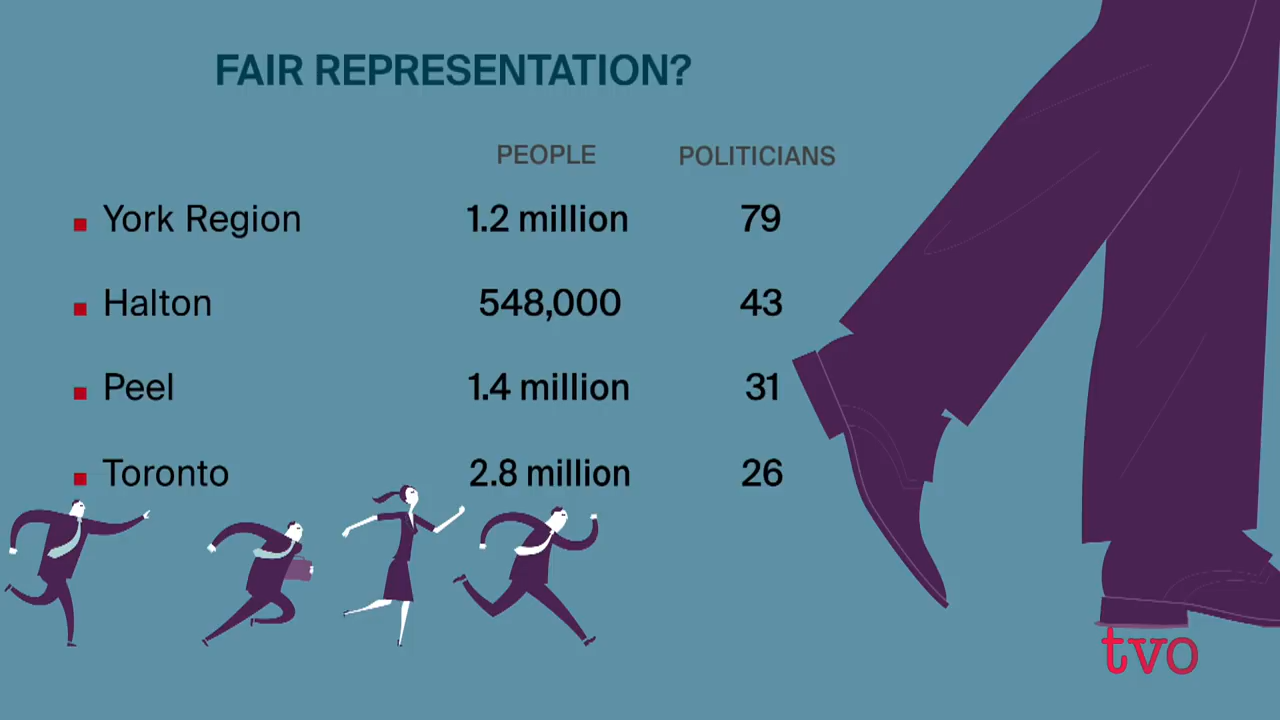 FAIR REPRESENTATION?
PEOPLE POLITICIANS
York Region 1.2 million 79
Halton 548,000 43
Peel 1.4 million 31
Toronto 2.8 million 26
tvo